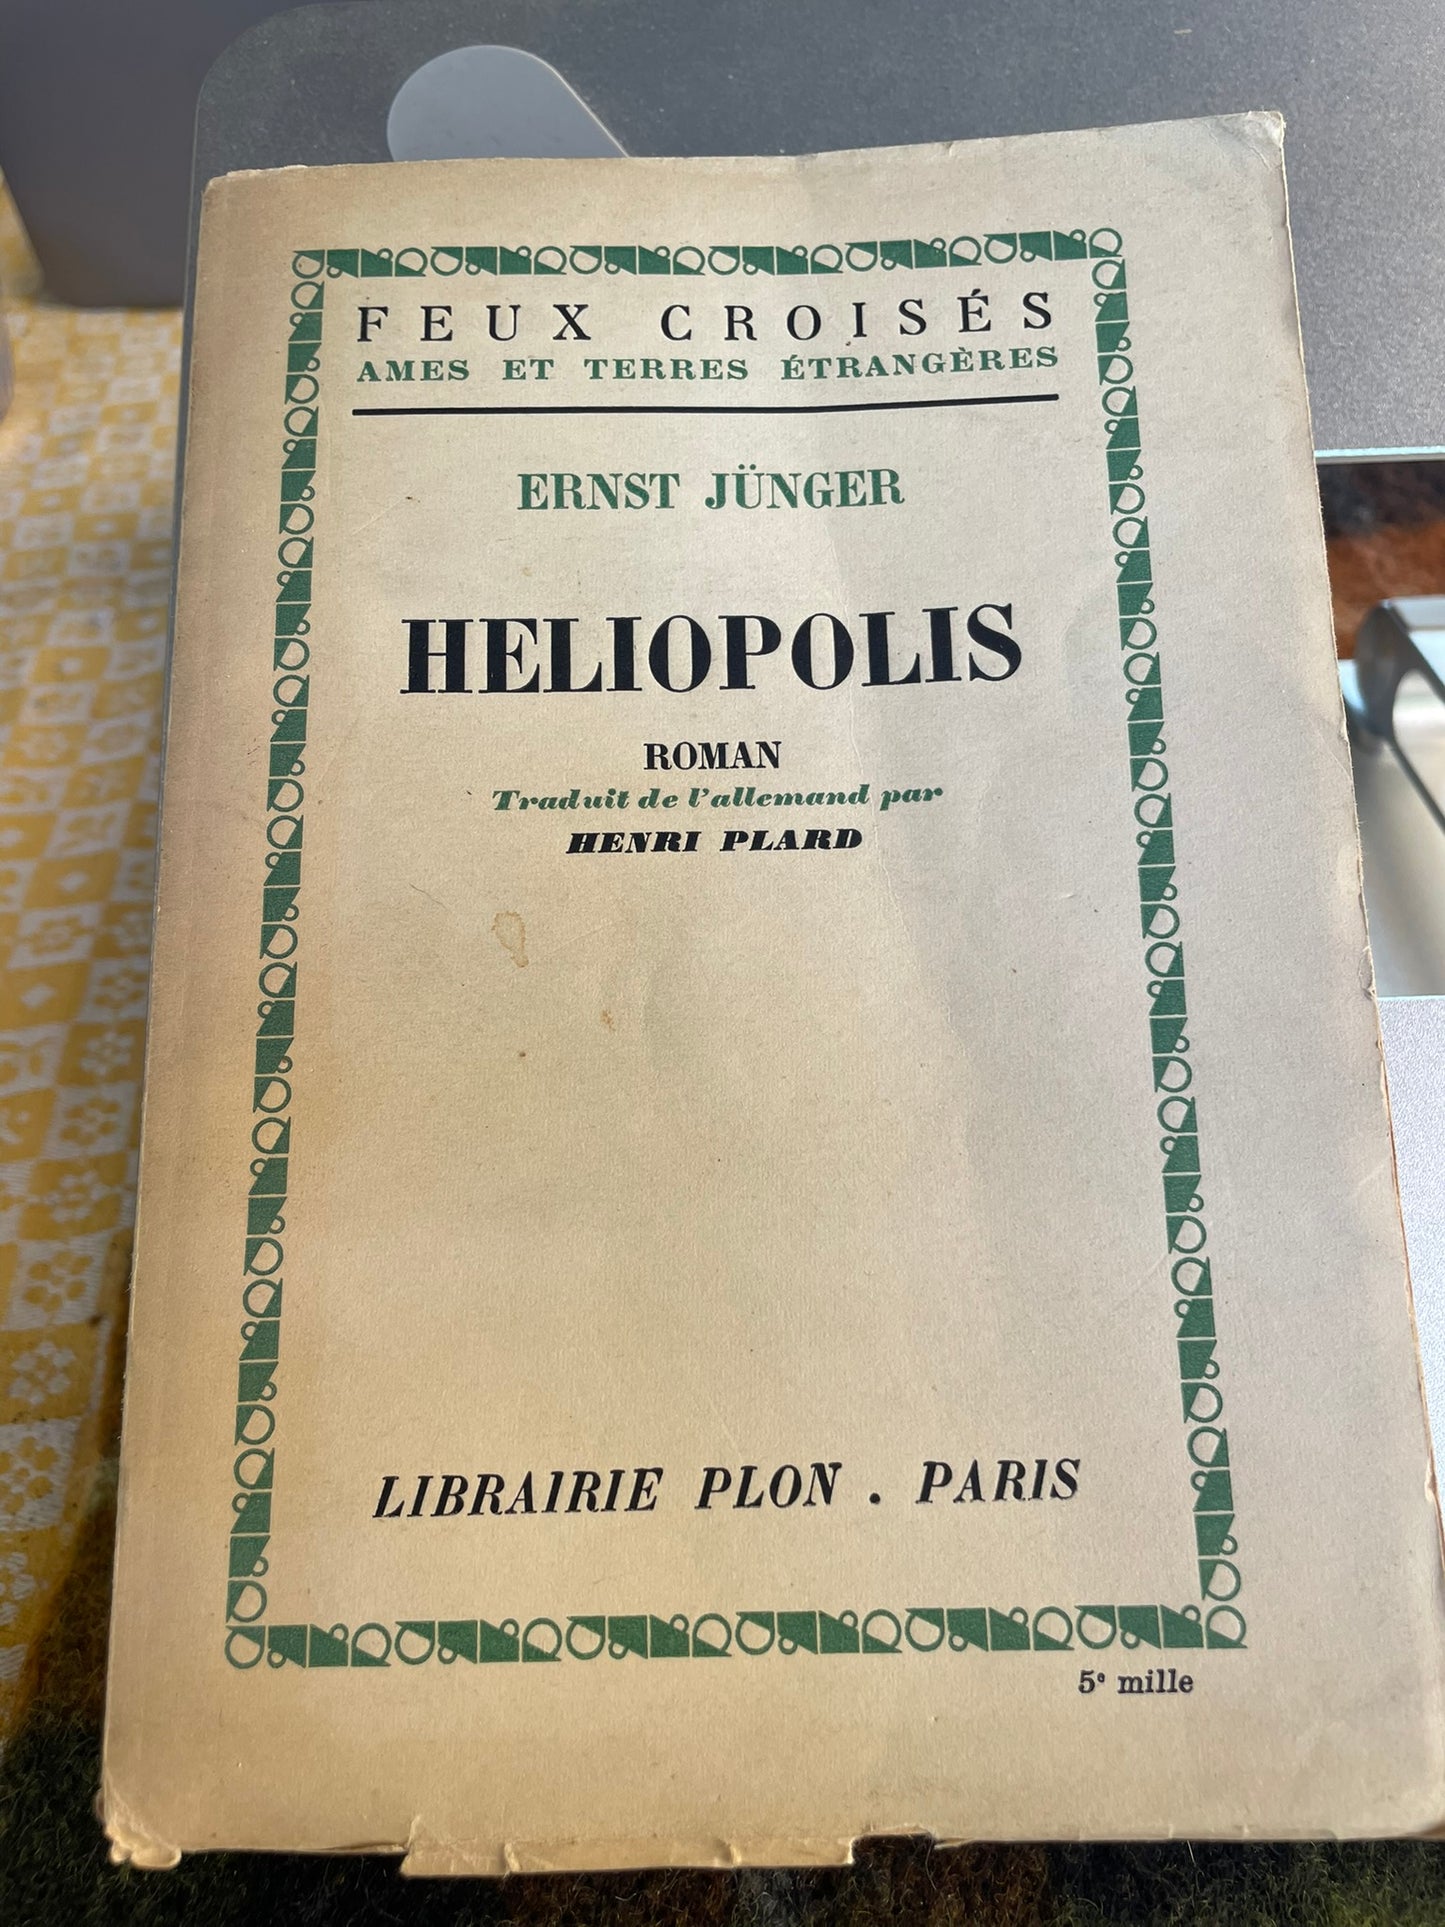 FEUX CROISÉS
AMES ET TERRES ÉTRANGÈRES
ERNST JÜNGER
HELIOPOLIS
ROMAN
Traduit de l'allemand par
HENRI PLARD
LIBRAIRIE PLON . PARIS
5e mille